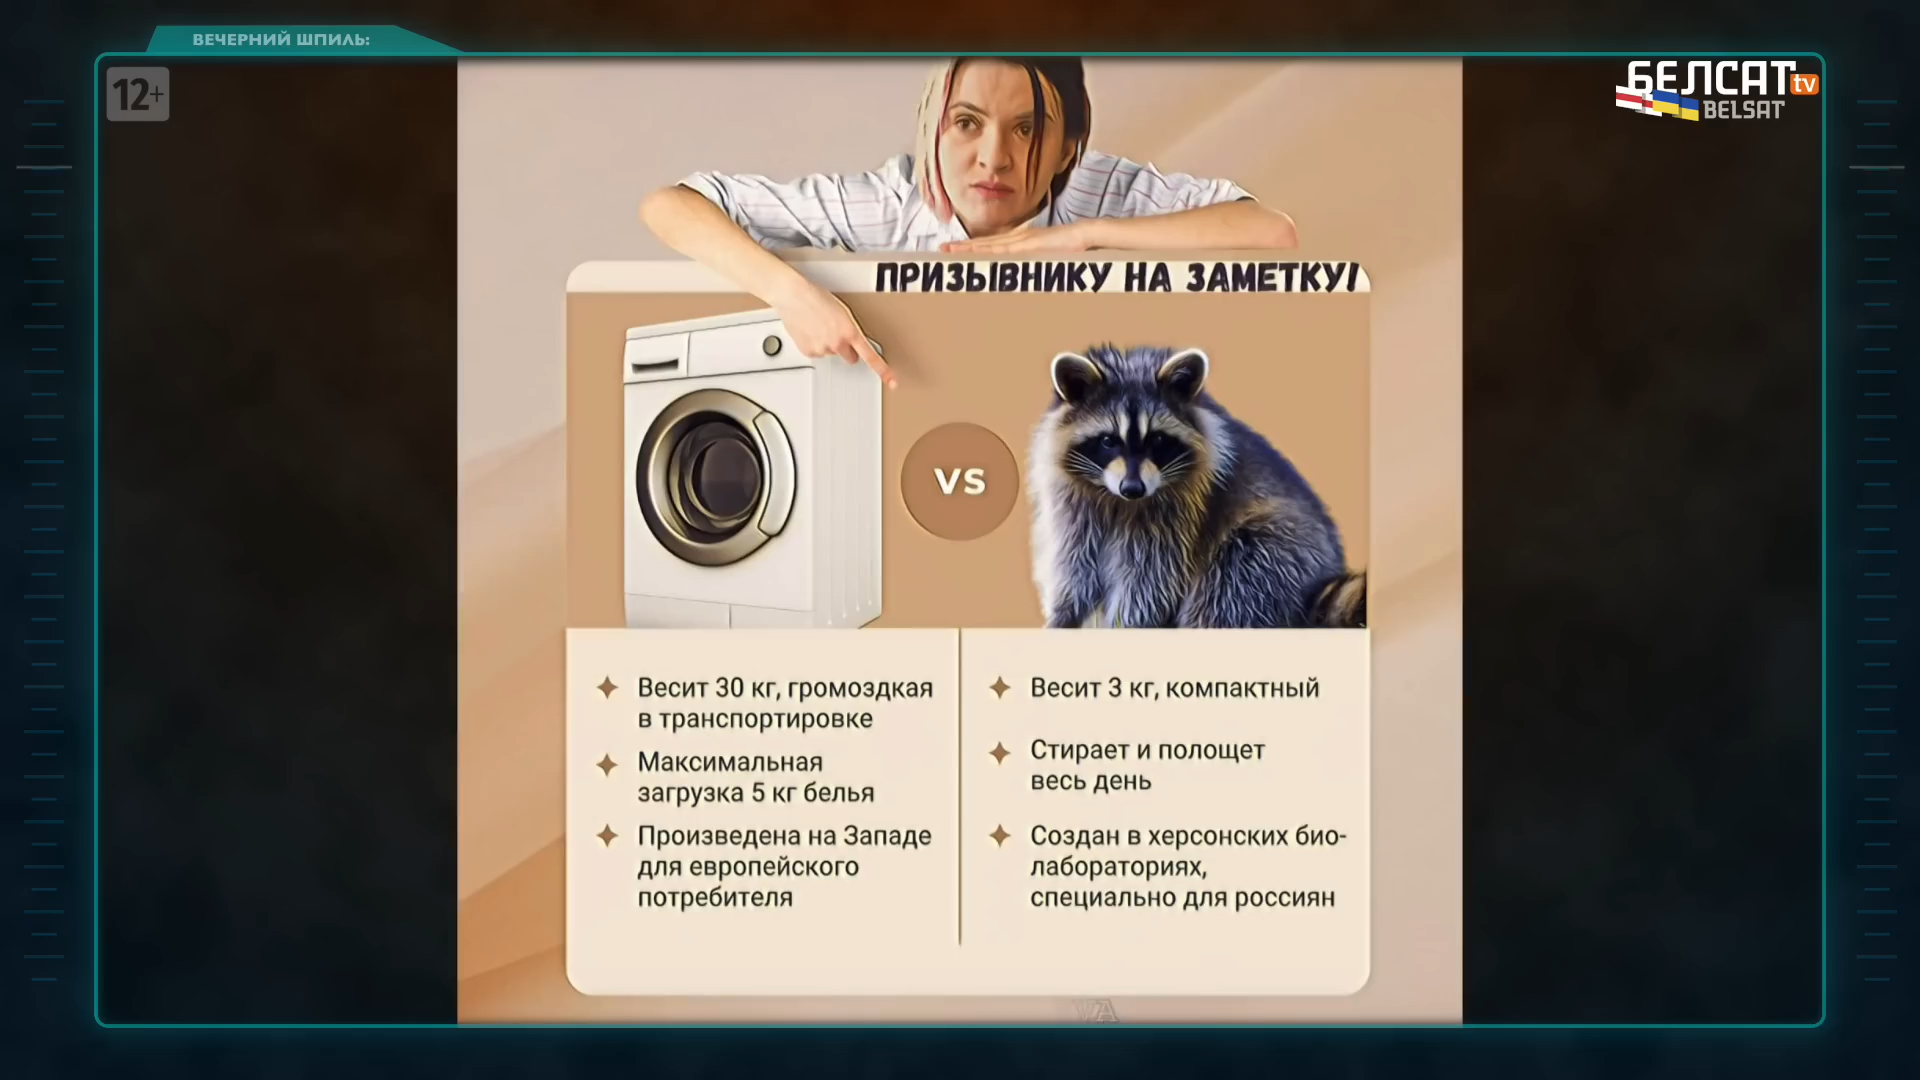 ВЕЧЕРНИЙ ШПИЛЬ:
12+
БЕЛСАТ tv
BELSAT
ПРИЗЫВНИКУ НА ЗАМЕТКУ!
VS
Весит 30 кг, громоздкая
в транспортировке
Максимальная
загрузка 5 кг белья
Произведена на Западе
для европейского
потребителя
Весит 3 кг, компактный
Стирает и полощет
весь день
Создан в херсонских био-
лабораториях,
специально для россиян
VA